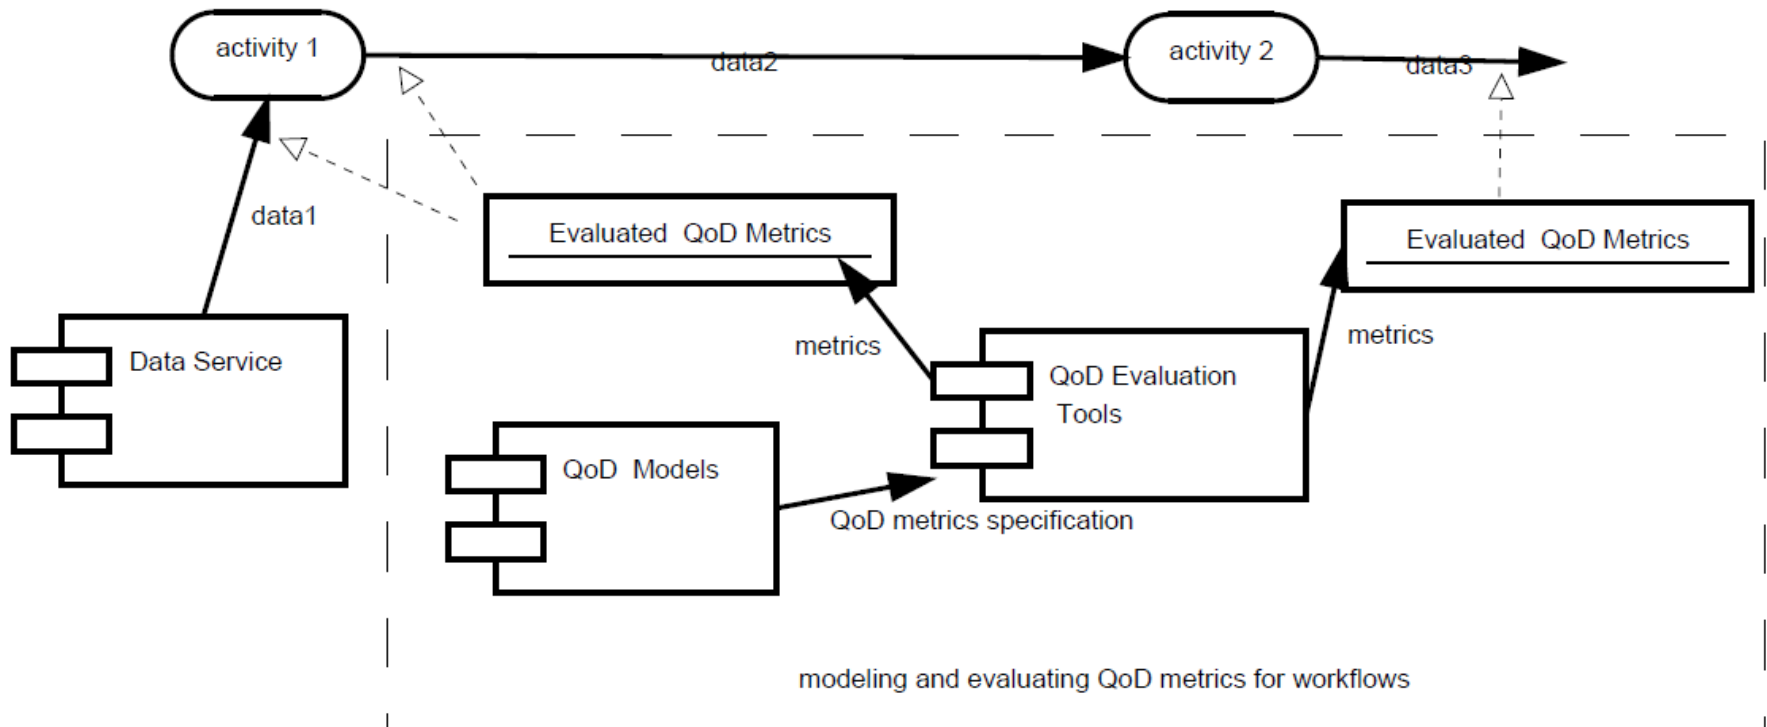 activity 1
data2
activity 2
data3
data1
Evaluated QoD Metrics
Evaluated QoD Metrics
metrics
metrics
Data Service
QoD Evaluation
Tools
QoD Models
QoD metrics specification
modeling and evaluating QoD metrics for workflows